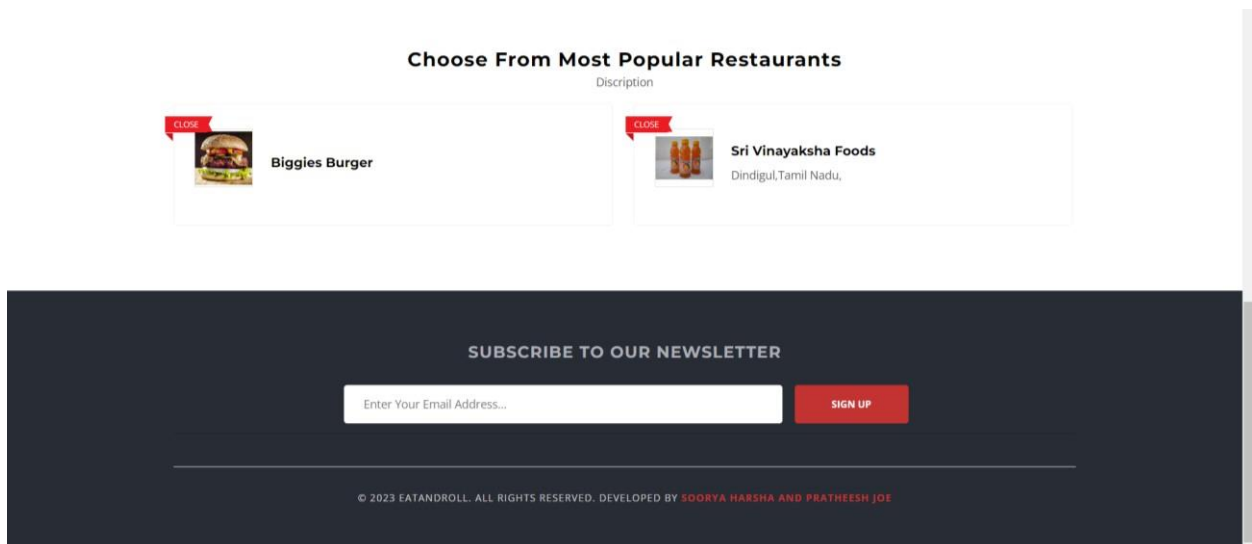 Choose From Most Popular Restaurants
Discription
CLOSE
Biggies Burger
CLOSE
Sri Vinayaksha Foods
Dindigul,Tamil Nadu,
SUBSCRIBE TO OUR NEWSLETTER
Enter Your Email Address...
SIGN UP
© 2023 EATANDROLL. ALL RIGHTS RESERVED. DEVELOPED BY SOORYA HARSHA AND PRATHEESH JOE